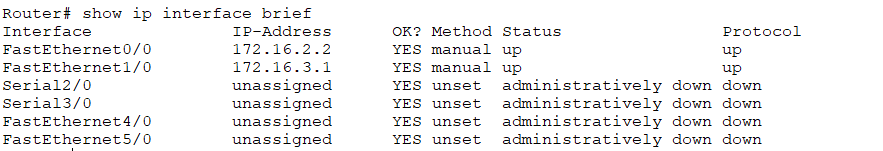 Router# show ip interface brief
Interface IP-Address OK? Method Status Protocol
FastEthernet0/0 172.16.2.2 YES manual up up
FastEthernet1/0 172.16.3.1 YES manual up up
Serial2/0 unassigned YES unset administratively down down
Serial3/0 unassigned YES unset administratively down down
FastEthernet4/0 unassigned YES unset administratively down down
FastEthernet5/0 unassigned YES unset administratively down down